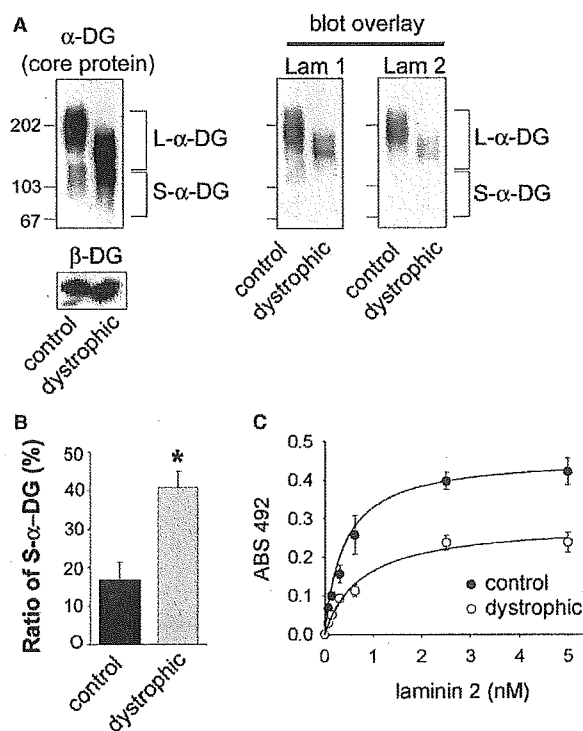 A
α-DG
(core protein)
blot overlay
Lam 1
Lam 2
202
103
67
L-α-DG
S-α-DG
L-α-DG
S-α-DG
β-DG
control
dystrophic
control
dystrophic
control
dystrophic
B
Ratio of S-α-DG (%)
50
40
30
20
10
0
*
control
dystrophic
C
ABS 492
0.5
0.4
0.3
0.2
0.1
0.0
control
dystrophic
0
1
2
3
4
5
laminin 2 (nM)